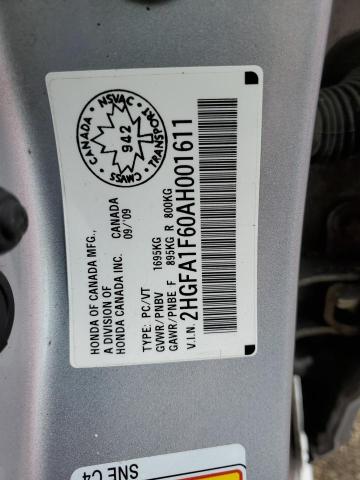 HONDA OF CANADA MFG., CANADA
A DIVISION OF 09/'09
HONDA CANADA INC.
TYPE: PC/VT
GVWR/PNBV 1695KG
GAWR/PNBE F 895KG R 800KG
V.I.N. 2HGFA1F60AH001611
CANADA NSVAC TRANSPORT CMVSS
942
SNE C4